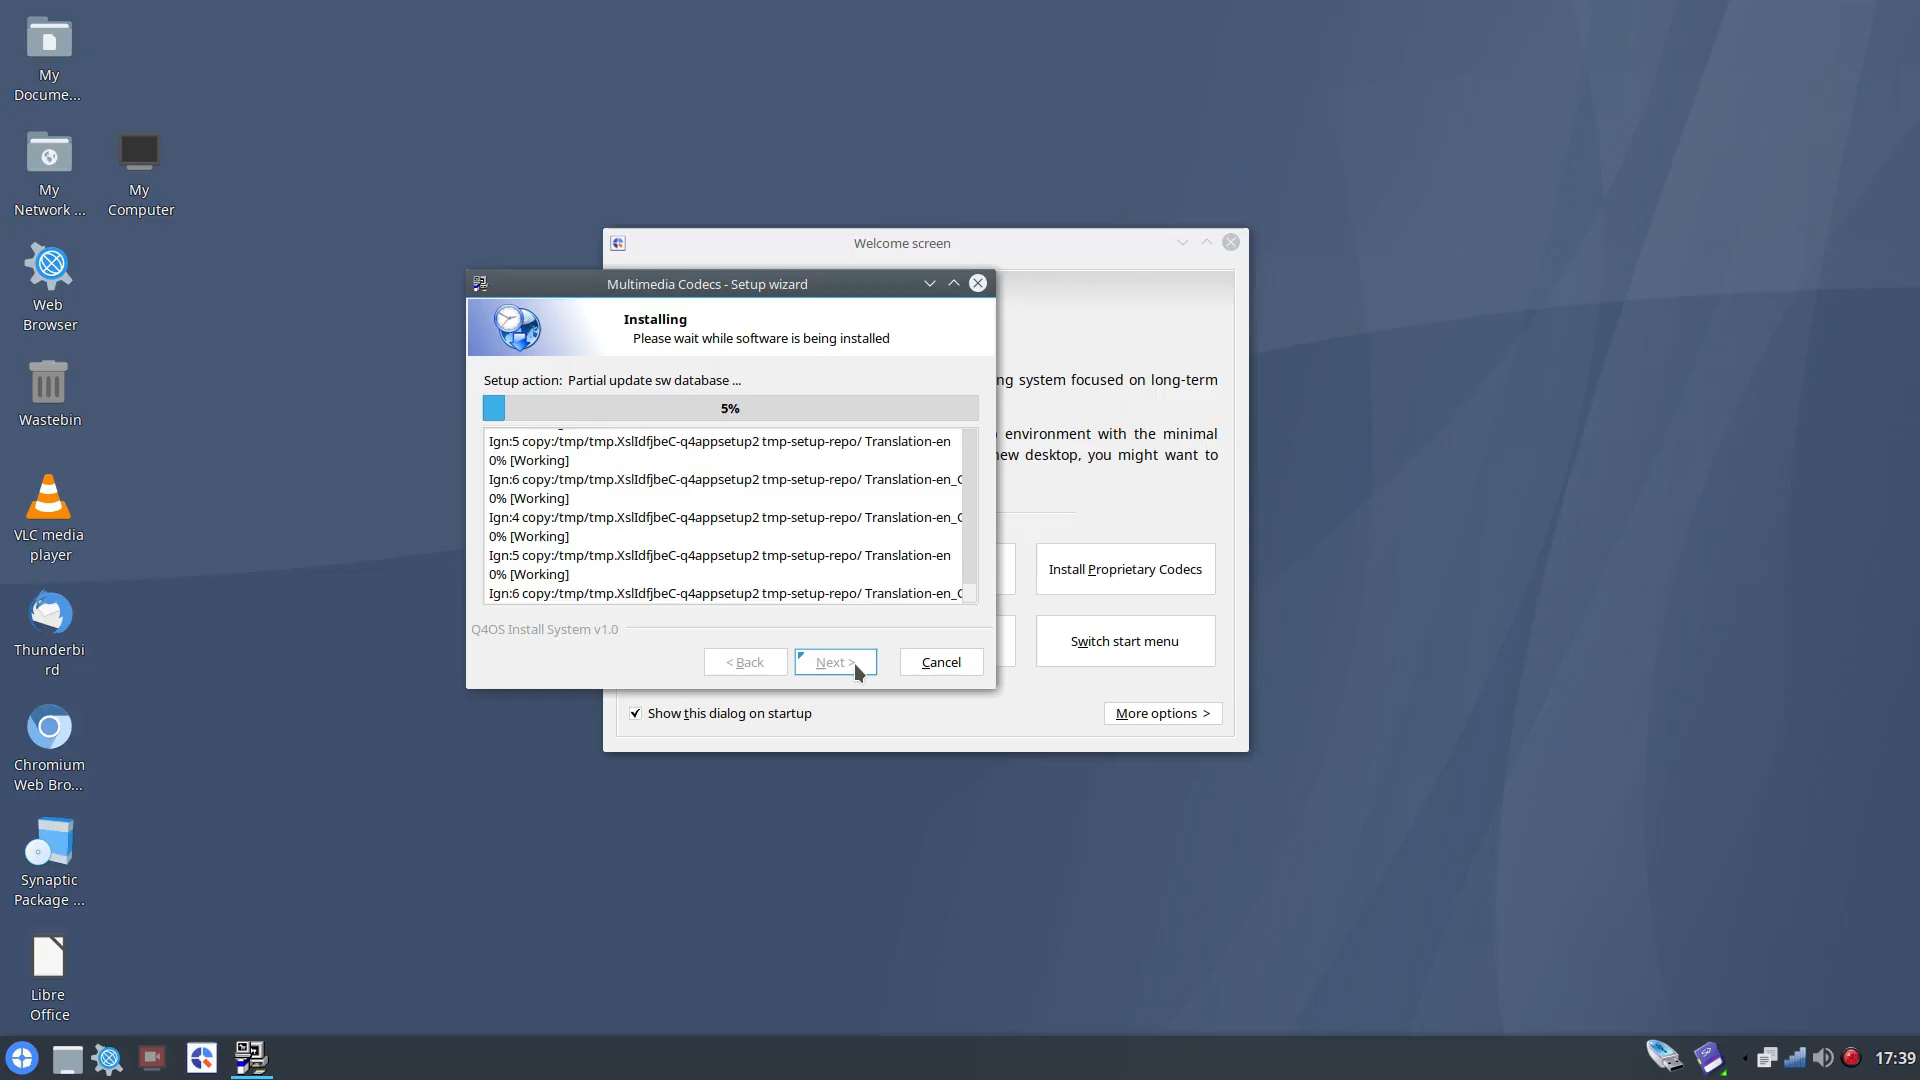 My
Docume...
My
Network ...
My
Computer
Web
Browser
Wastebin
VLC media
player
Thunderbi
rd
Chromium
Web Bro...
Synaptic
Package ...
Libre
Office
Welcome screen
ng system focused on long-term
environment with the minimal
new desktop, you might want to
Install Proprietary Codecs
Switch start menu
Show this dialog on startup
More options >
Multimedia Codecs - Setup wizard
Installing
Please wait while software is being installed
Setup action: Partial update sw database ...
5%
Ign:5 copy:/tmp/tmp.XslIdfjbeC-q4appsetup2 tmp-setup-repo/ Translation-en
0% [Working]
Ign:6 copy:/tmp/tmp.XslIdfjbeC-q4appsetup2 tmp-setup-repo/ Translation-en_
0% [Working]
Ign:4 copy:/tmp/tmp.XslIdfjbeC-q4appsetup2 tmp-setup-repo/ Translation-en_
0% [Working]
Ign:5 copy:/tmp/tmp.XslIdfjbeC-q4appsetup2 tmp-setup-repo/ Translation-en
0% [Working]
Ign:6 copy:/tmp/tmp.XslIdfjbeC-q4appsetup2 tmp-setup-repo/ Translation-en_
Q4OS Install System v1.0
< Back
Next >
Cancel
17:39